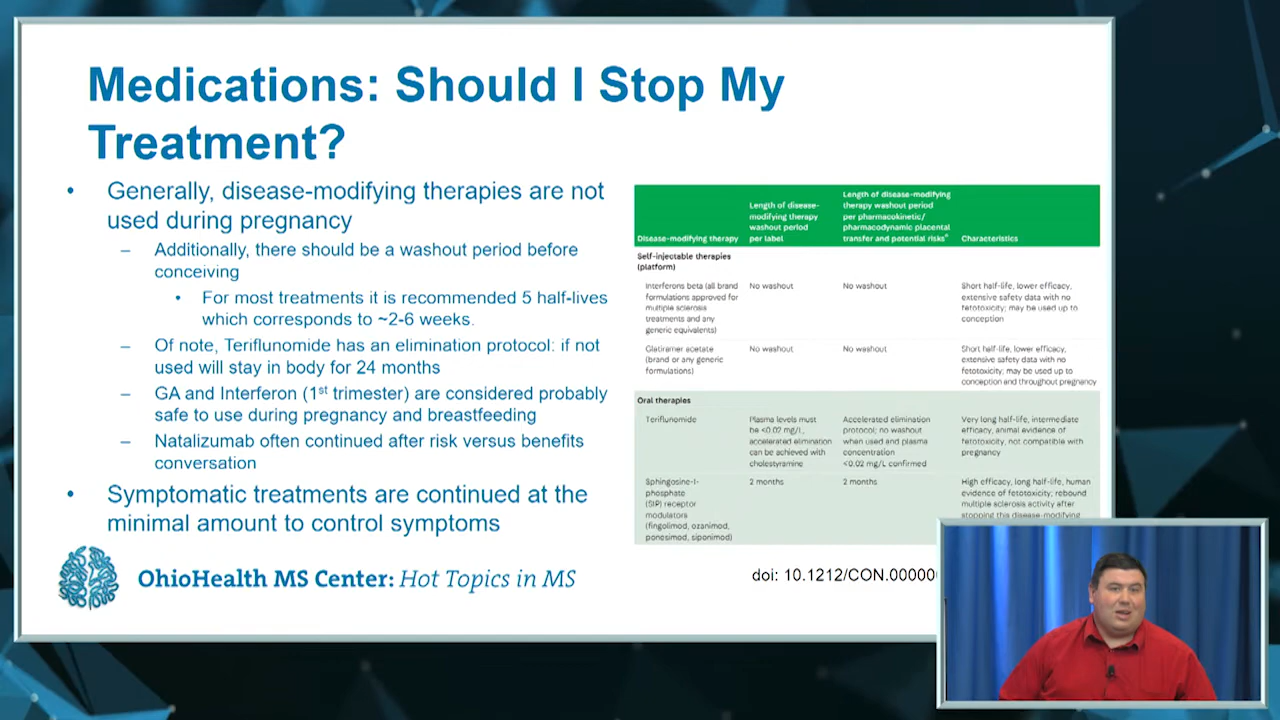 Medications: Should I Stop My
Treatment?
• Generally, disease-modifying therapies are not
used during pregnancy
– Additionally, there should be a washout period before
conceiving
• For most treatments it is recommended 5 half-lives
which corresponds to ~2-6 weeks.
– Of note, Teriflunomide has an elimination protocol: if not
used will stay in body for 24 months
– GA and Interferon (1st trimester) are considered probably
safe to use during pregnancy and breastfeeding
– Natalizumab often continued after risk versus benefits
conversation
• Symptomatic treatments are continued at the
minimal amount to control symptoms
OhioHealth MS Center: Hot Topics in MS
Disease-modifying therapy
Length of disease-
modifying therapy
washout period
per label
Length of disease-modifying
therapy washout period
per pharmacokinetic/
pharmacodynamic placental
transfer and potential risks
Characteristics
Self-injectable therapies
(platform)
Interferons beta (all brand
formulations approved for
multiple sclerosis
treatments and any
generic equivalents)
No washout
No washout
Short half-life, lower efficacy,
extensive safety data with no
fetotoxicity; may be used up to
conception
Glatiramer acetate
(brand or any generic
formulations)
No washout
No washout
Short half-life, lower efficacy,
extensive safety data with no
fetotoxicity; may be used up to
conception and throughout pregnancy
Oral therapies
Teriflunomide
Plasma levels must
be <0.02 mg/L,
accelerated elimination
can be achieved with
cholestyramine
Accelerated elimination
protocol; no washout
when used and plasma
concentration
<0.02 mg/L confirmed
Very long half-life, intermediate
efficacy, animal evidence of
fetotoxicity, not compatible with
pregnancy
Sphingosine-1-
phosphate
(S1P) receptor
modulators
(fingolimod, ozanimod,
ponesimod, siponimod)
2 months
2 months
High efficacy, long half-life, human
evidence of fetotoxicity; rebound
multiple sclerosis activity after
stopping this disease-modifying
doi: 10.1212/CON.00000